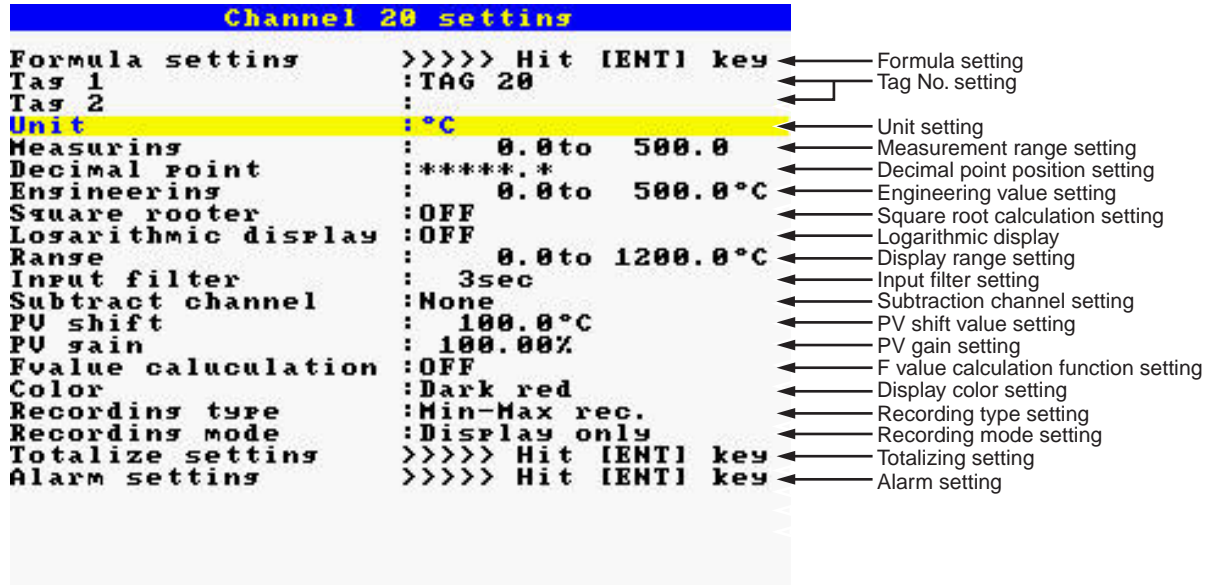 Channel 20 setting
Formula setting >>>>> Hit [ENT] key Formula setting
Tag 1 :TAG 20 Tag No. setting
Tag 2 :
Unit :°C Unit setting
Measuring : 0.0to 500.0 Measurement range setting
Decimal point :*****.* Decimal point position setting
Engineering : 0.0to 500.0°C Engineering value setting
Square rooter :OFF Square root calculation setting
Logarithmic display :OFF Logarithmic display
Range : 0.0to 1200.0°C Display range setting
Input filter : 3sec Input filter setting
Subtract channel :None Subtraction channel setting
PV shift : 100.0°C PV shift value setting
PV gain : 100.00% PV gain setting
Fvalue caluculation :OFF F value calculation function setting
Color :Dark red Display color setting
Recording type :Min-Max rec. Recording type setting
Recording mode :Display only Recording mode setting
Totalize setting >>>>> Hit [ENT] key Totalizing setting
Alarm setting >>>>> Hit [ENT] key Alarm setting